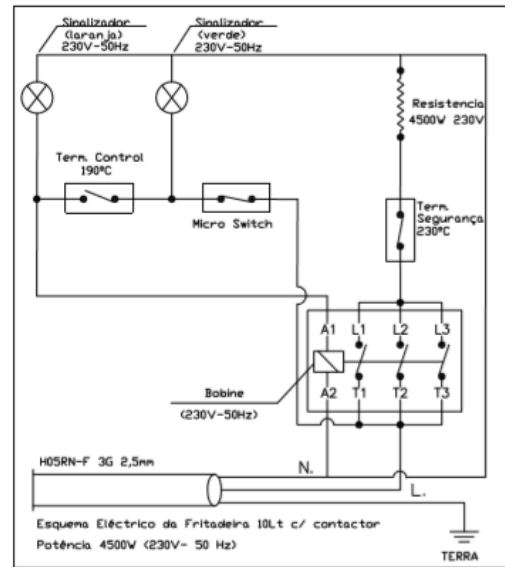 Sinalizador
(laranja)
230V-50Hz
Sinalizador
(verde)
230V-50Hz
Resistencia
4500W 230V
Term. Control
190ºC
Micro Switch
Term.
Segurança
230ºC
A1 L1 L2 L3
A2 T1 T2 T3
Bobine
(230V-50Hz)
N.
H05RN-F 3G 2,5mm
L.
Esquema Eléctrico da Fritadeira 10Lt c/ contactor
Potência 4500W (230V- 50 Hz)
TERRA